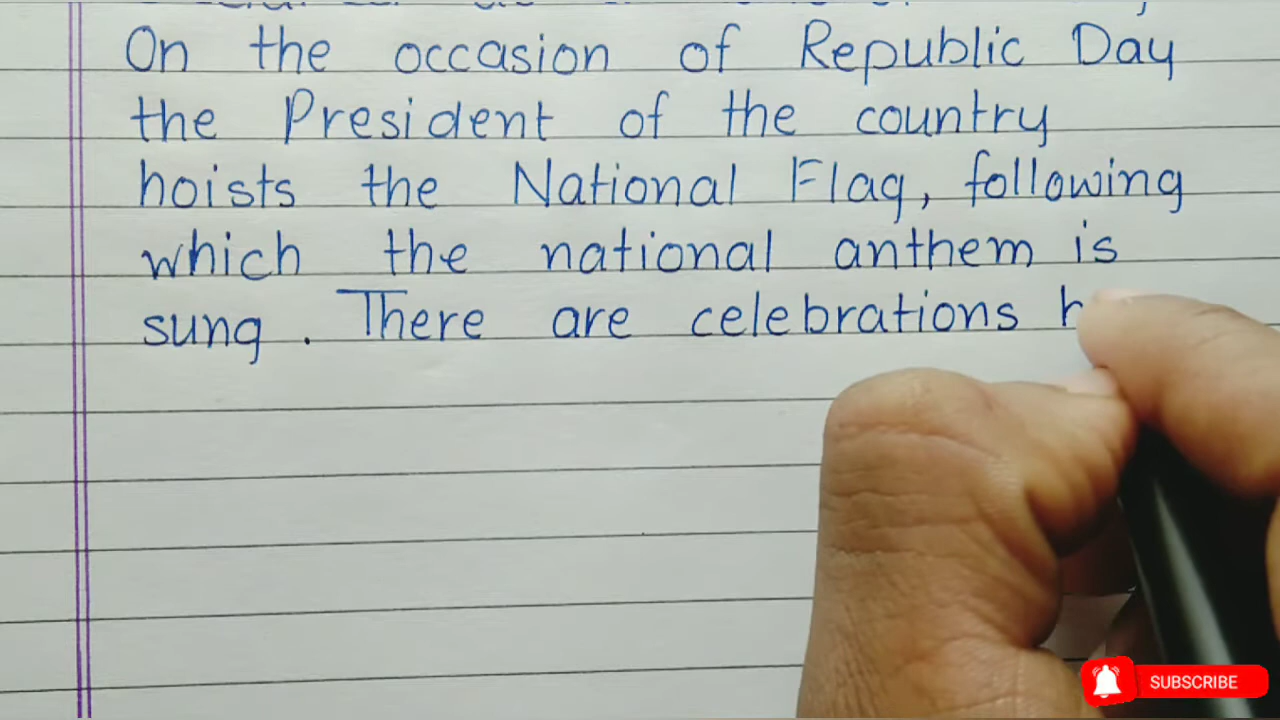 On the occasion of Republic Day
the President of the country
hoists the National Flag, following
which the national anthem is
sung. There are celebrations h
SUBSCRIBE